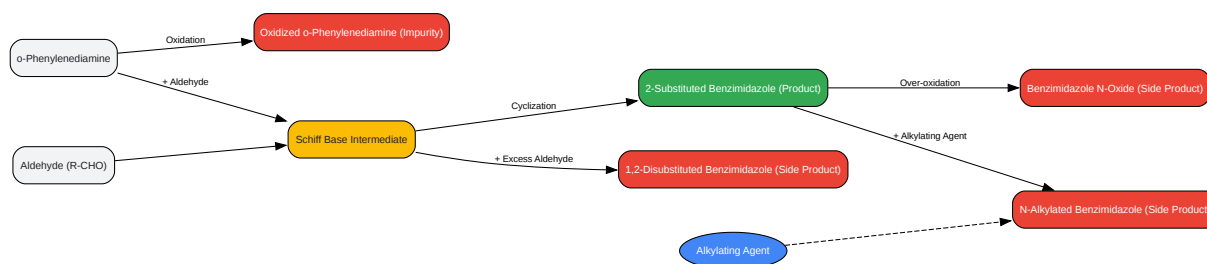 o-Phenylenediamine
Oxidation
Oxidized o-Phenylenediamine (Impurity)
+ Aldehyde
Aldehyde (R-CHO)
Schiff Base Intermediate
Cyclization
2-Substituted Benzimidazole (Product)
+ Excess Aldehyde
1,2-Disubstituted Benzimidazole (Side Product)
Over-oxidation
Benzimidazole N-Oxide (Side Product)
+ Alkylating Agent
N-Alkylated Benzimidazole (Side Product
Alkylating Agent